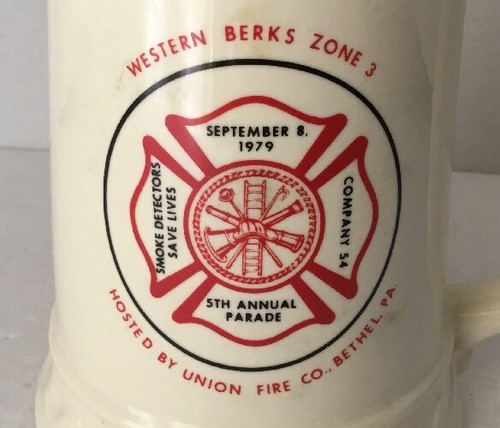 WESTERN BERKS ZONE 3
SEPTEMBER 8,
1979
SMOKE DETECTORS
SAVE LIVES
COMPANY 54
5TH ANNUAL
PARADE
HOSTED BY UNION FIRE CO., BETHEL, PA.